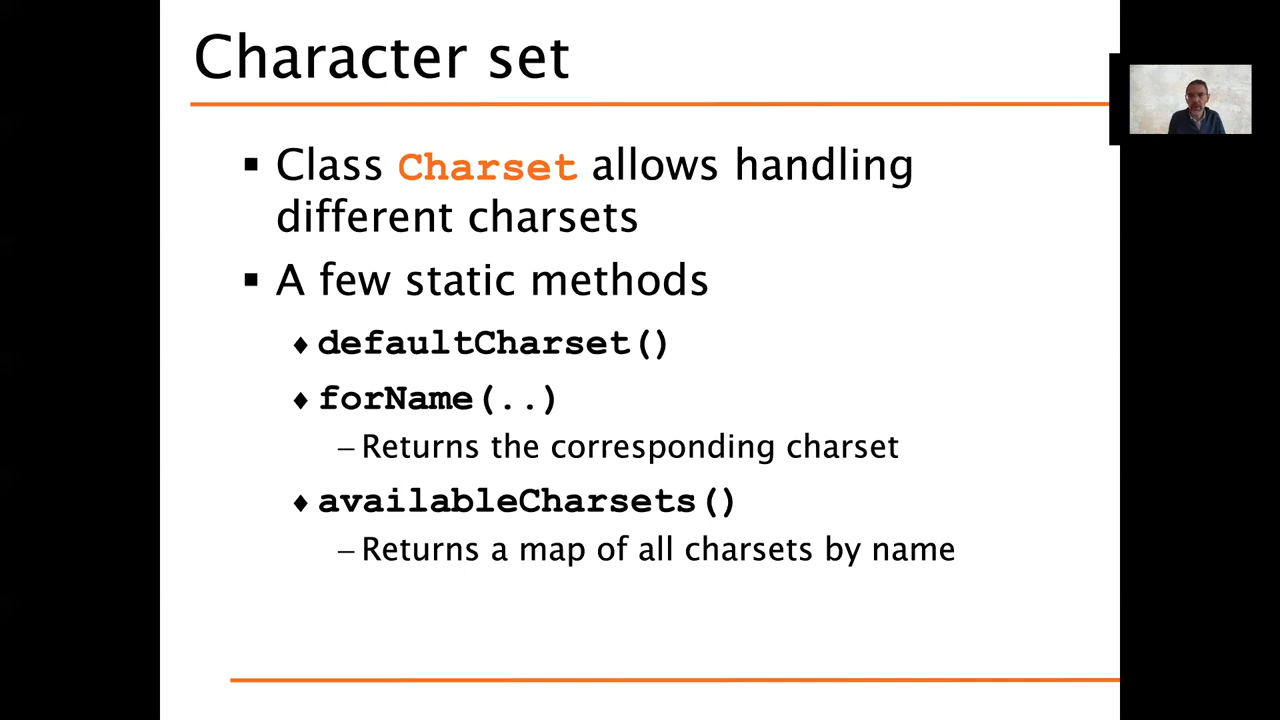 Character set
▪ Class Charset allows handling
different charsets
▪ A few static methods
♦ defaultCharset()
♦ forName(..)
– Returns the corresponding charset
♦ availableCharsets()
– Returns a map of all charsets by name